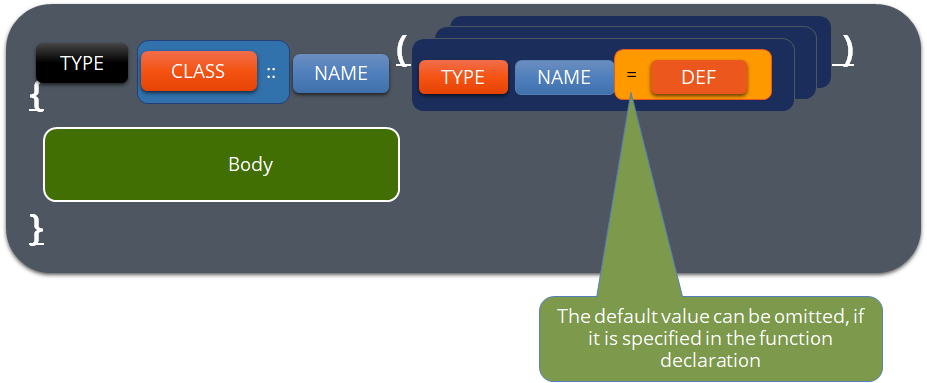 TYPE CLASS :: NAME ( TYPE NAME = DEF )
{
Body
}
The default value can be omitted, if
it is specified in the function
declaration